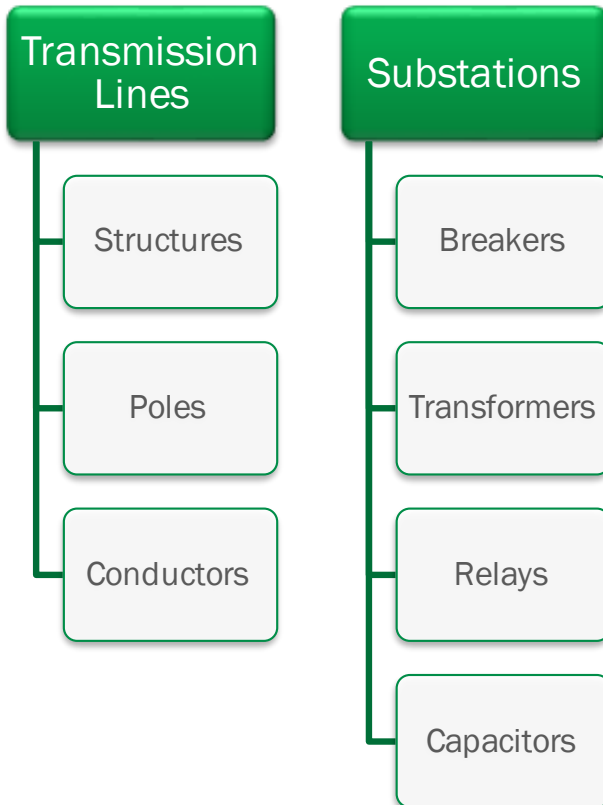 Transmission
Lines
Structures
Poles
Conductors
Substations
Breakers
Transformers
Relays
Capacitors